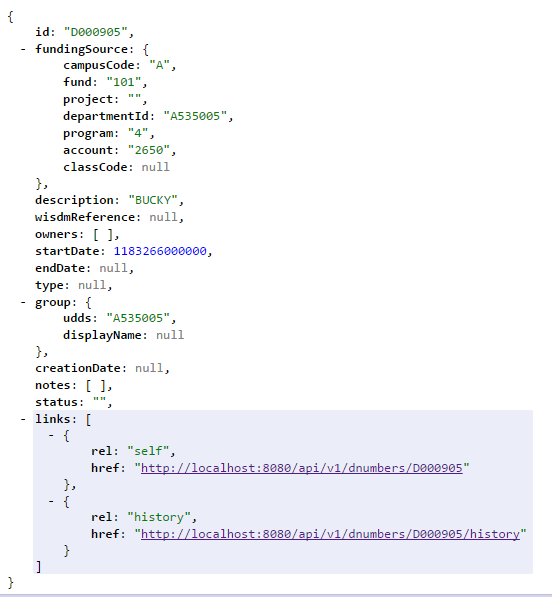 {
id: "D000905",
- fundingSource: {
campusCode: "A",
fund: "101",
project: "",
departmentId: "A535005",
program: "4",
account: "2650",
classCode: null
},
description: "BUCKY",
wisdmReference: null,
owners: [ ],
startDate: 1183266000000,
endDate: null,
type: null,
- group: {
udds: "A535005",
displayName: null
},
creationDate: null,
notes: [ ],
status: "",
- links: [
- {
rel: "self",
href: "http://localhost:8080/api/v1/dnumbers/D000905"
},
- {
rel: "history",
href: "http://localhost:8080/api/v1/dnumbers/D000905/history"
}
]
}